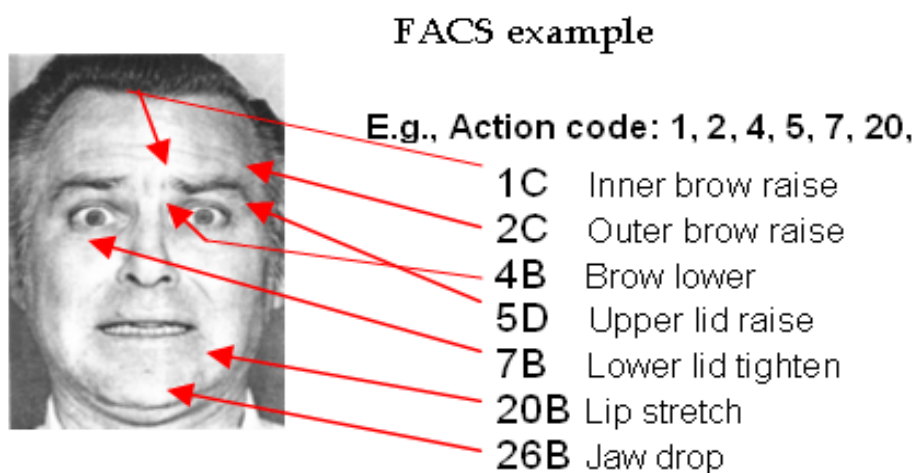 FACS example
E.g., Action code: 1, 2, 4, 5, 7, 20,
1C Inner brow raise
2C Outer brow raise
4B Brow lower
5D Upper lid raise
7B Lower lid tighten
20B Lip stretch
26B Jaw drop